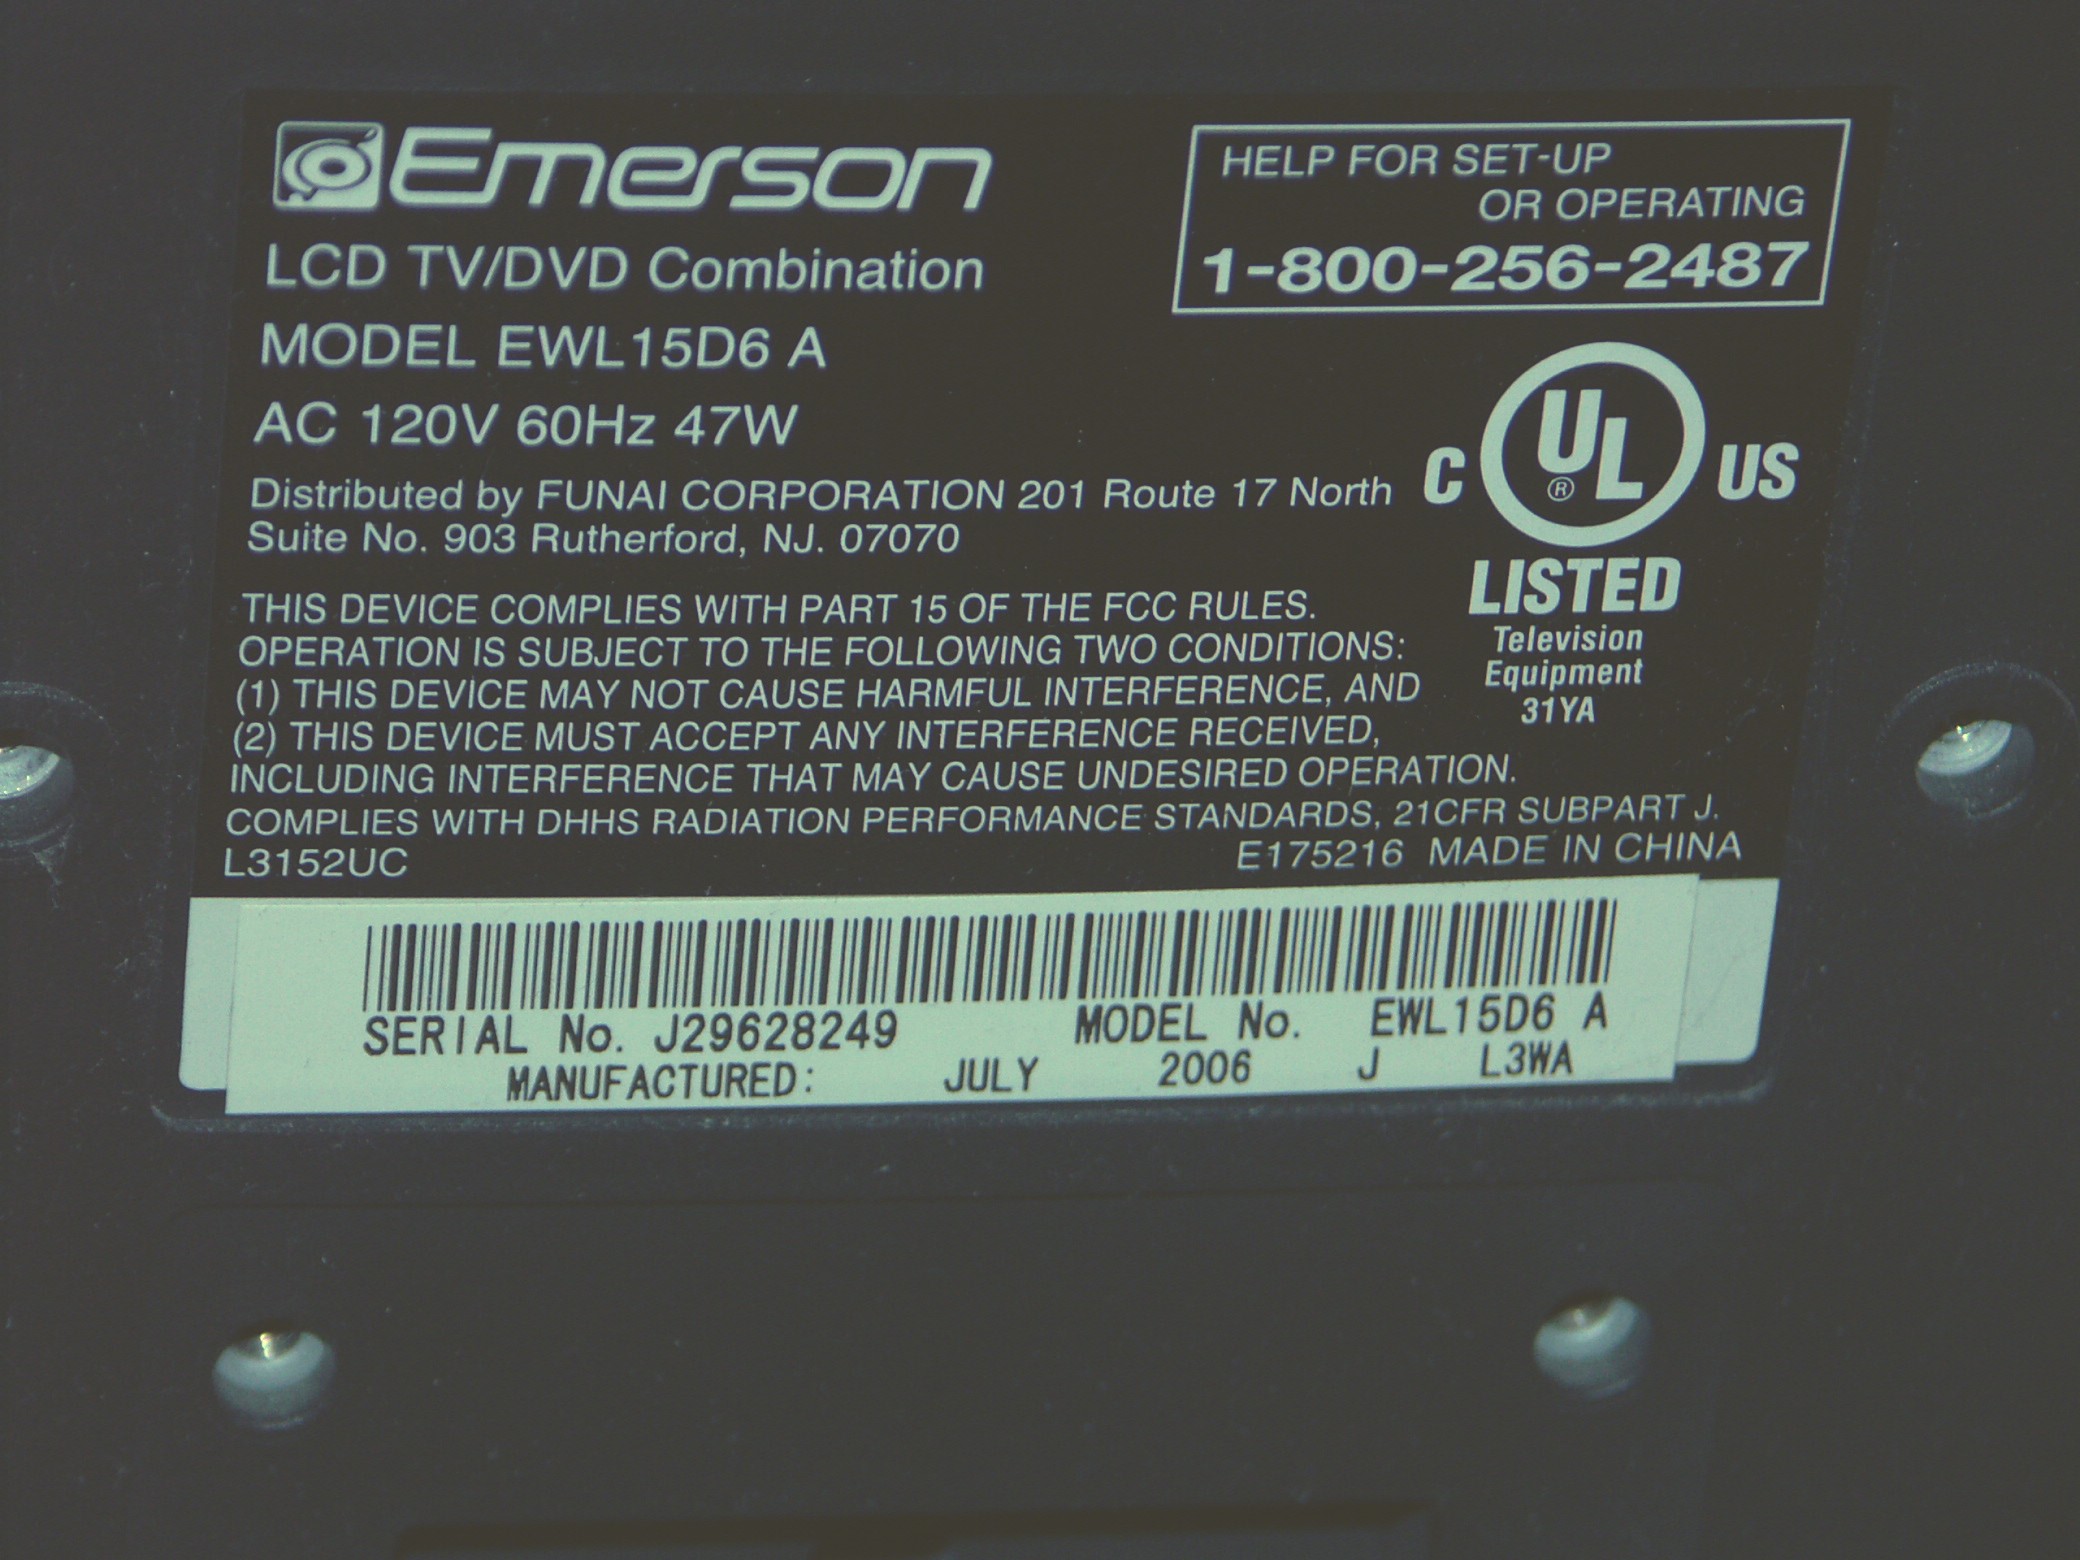 Emerson
LCD TV/DVD Combination
MODEL EWL15D6 A
AC 120V 60Hz 47W
HELP FOR SET-UP
OR OPERATING
1-800-256-2487
Distributed by FUNAI CORPORATION 201 Route 17 North
Suite No. 903 Rutherford, NJ. 07070
C UL ® US
LISTED
Television
Equipment
31YA
THIS DEVICE COMPLIES WITH PART 15 OF THE FCC RULES.
OPERATION IS SUBJECT TO THE FOLLOWING TWO CONDITIONS:
(1) THIS DEVICE MAY NOT CAUSE HARMFUL INTERFERENCE, AND
(2) THIS DEVICE MUST ACCEPT ANY INTERFERENCE RECEIVED,
INCLUDING INTERFERENCE THAT MAY CAUSE UNDESIRED OPERATION.
COMPLIES WITH DHHS RADIATION PERFORMANCE STANDARDS, 21CFR SUBPART J.
L3152UC E175216 MADE IN CHINA
SERIAL No. J29628249 MODEL No. EWL15D6 A
MANUFACTURED: JULY 2006 J L3WA